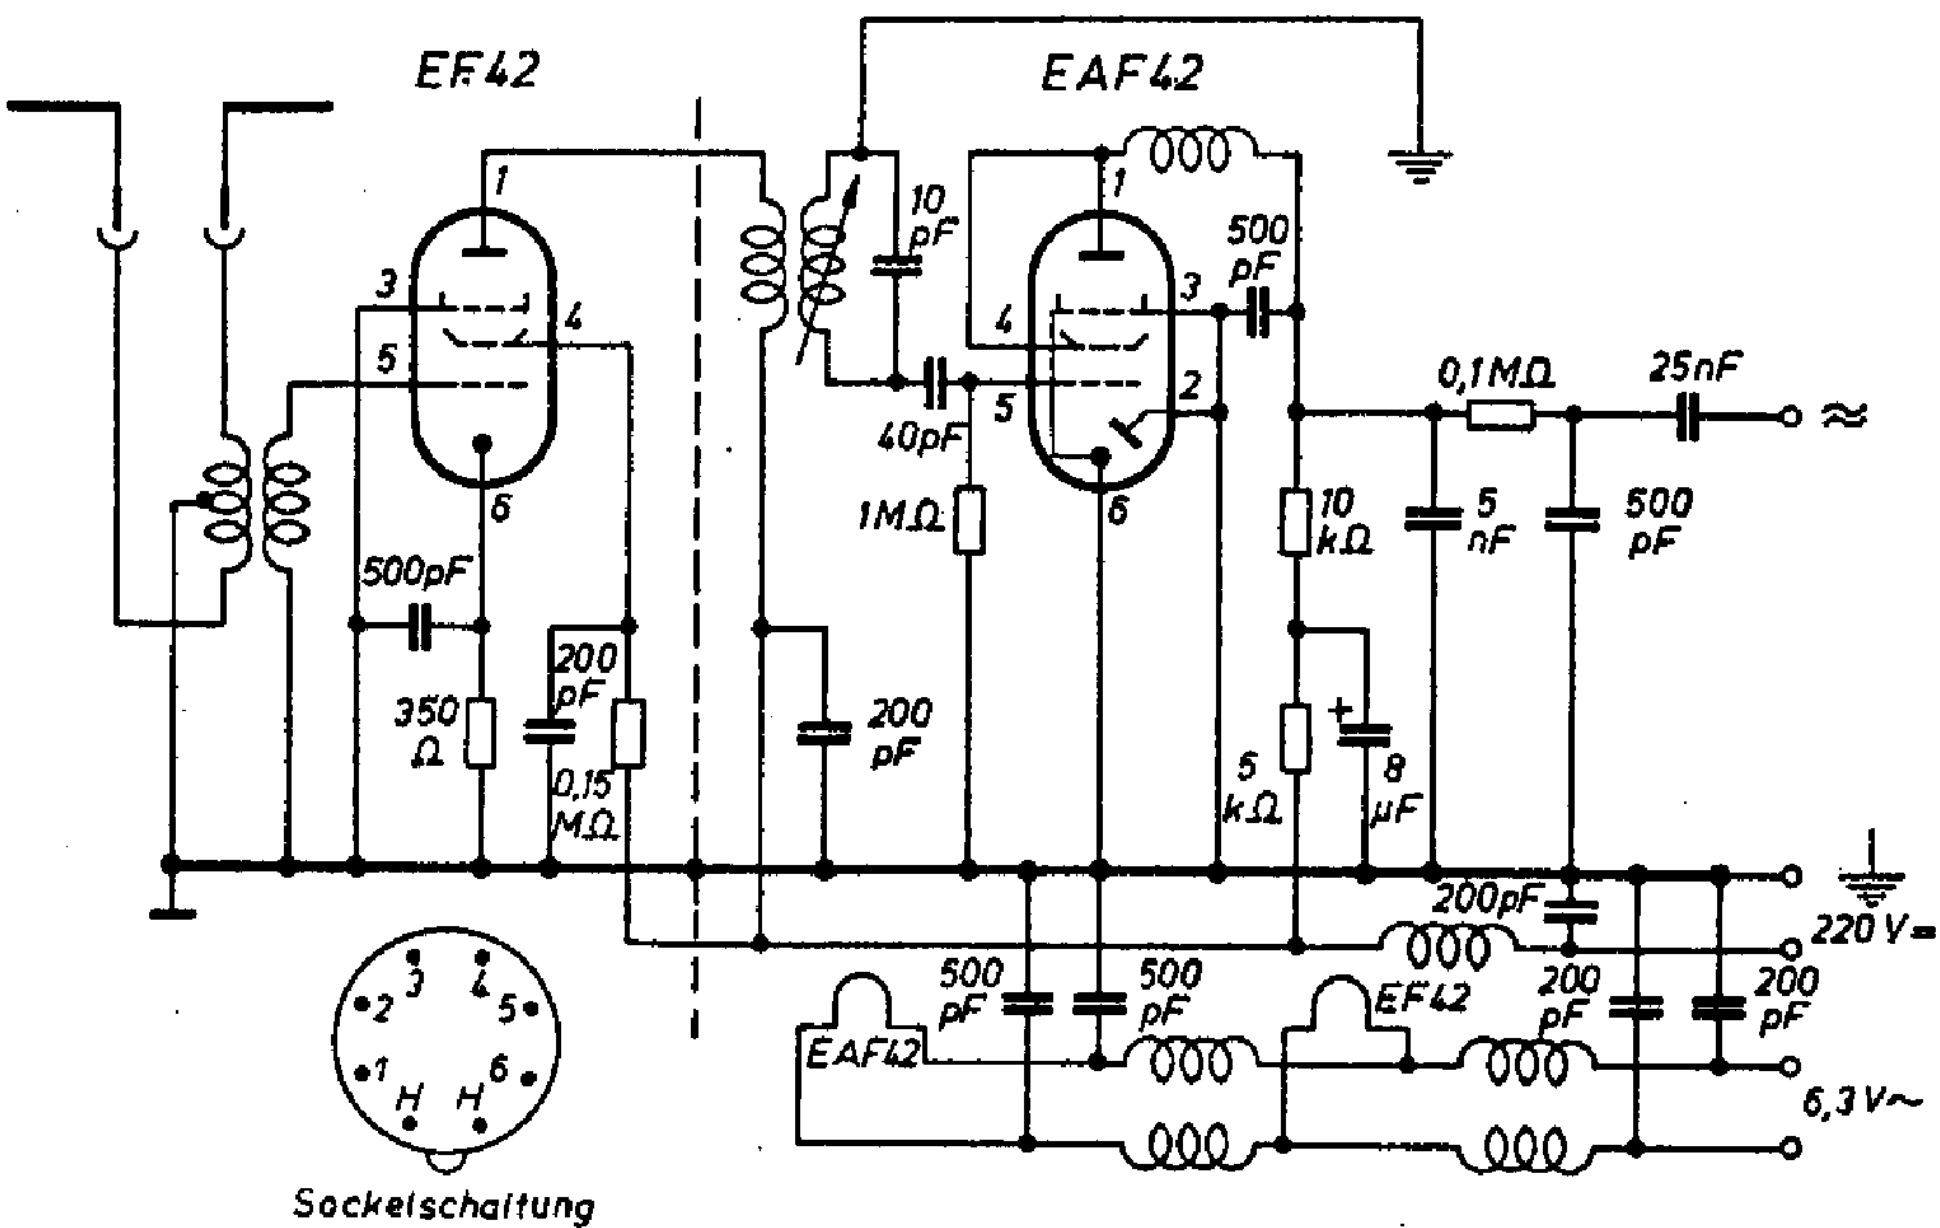 EF42
EAF42
1
3
4
5
6
500pF
350
Ω
200
pF
0,15
MΩ
10
pF
40pF
1MΩ
200
pF
1
4
3
5
2
6
500
pF
0,1MΩ
25nF
≈
10
kΩ
5
nF
500
pF
5
kΩ
+
8
µF
200pF
220V=
500
pF
500
pF
EAF42
EF42
200
pF
200
pF
6,3V~
3 4
2 5
1 6
H H
Sockelschaltung